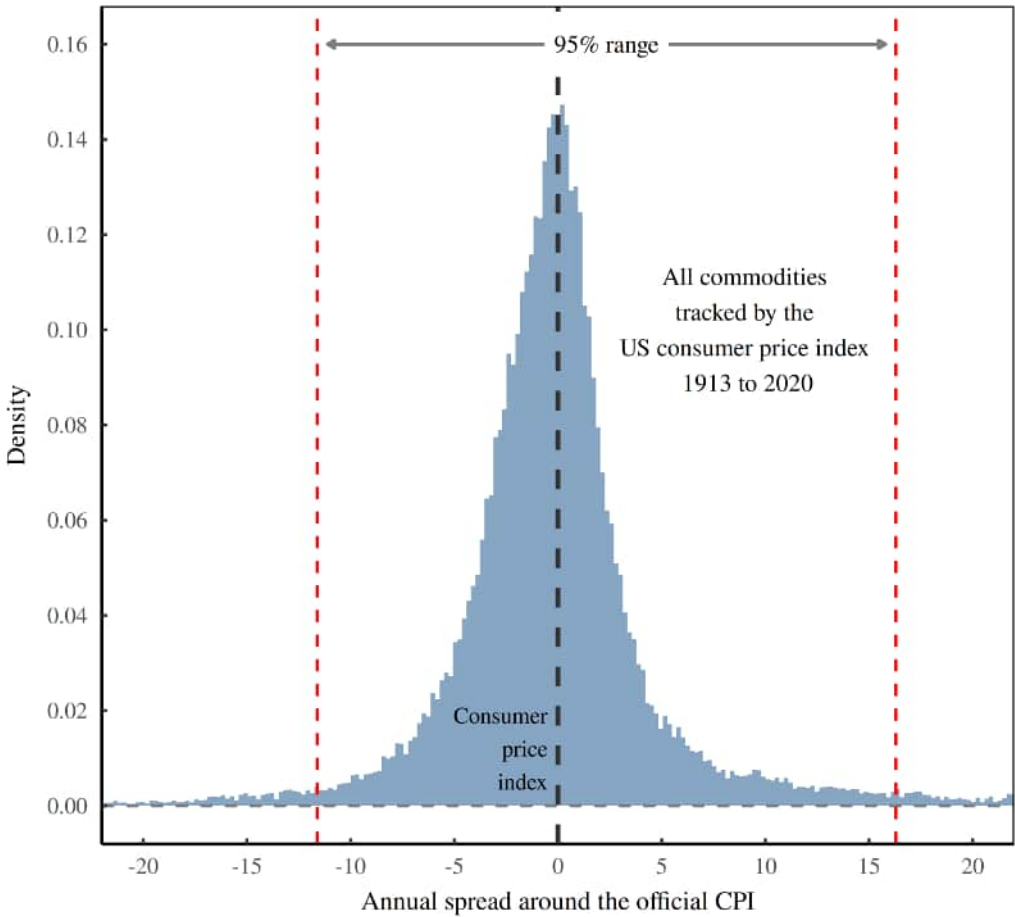 0.16
95% range
0.14
0.12
All commodities
tracked by the
US consumer price index
1913 to 2020
0.10
Density
0.08
0.06
0.04
0.02
Consumer
price
index
0.00
-20 -15 -10 -5 0 5 10 15 20
Annual spread around the official CPI